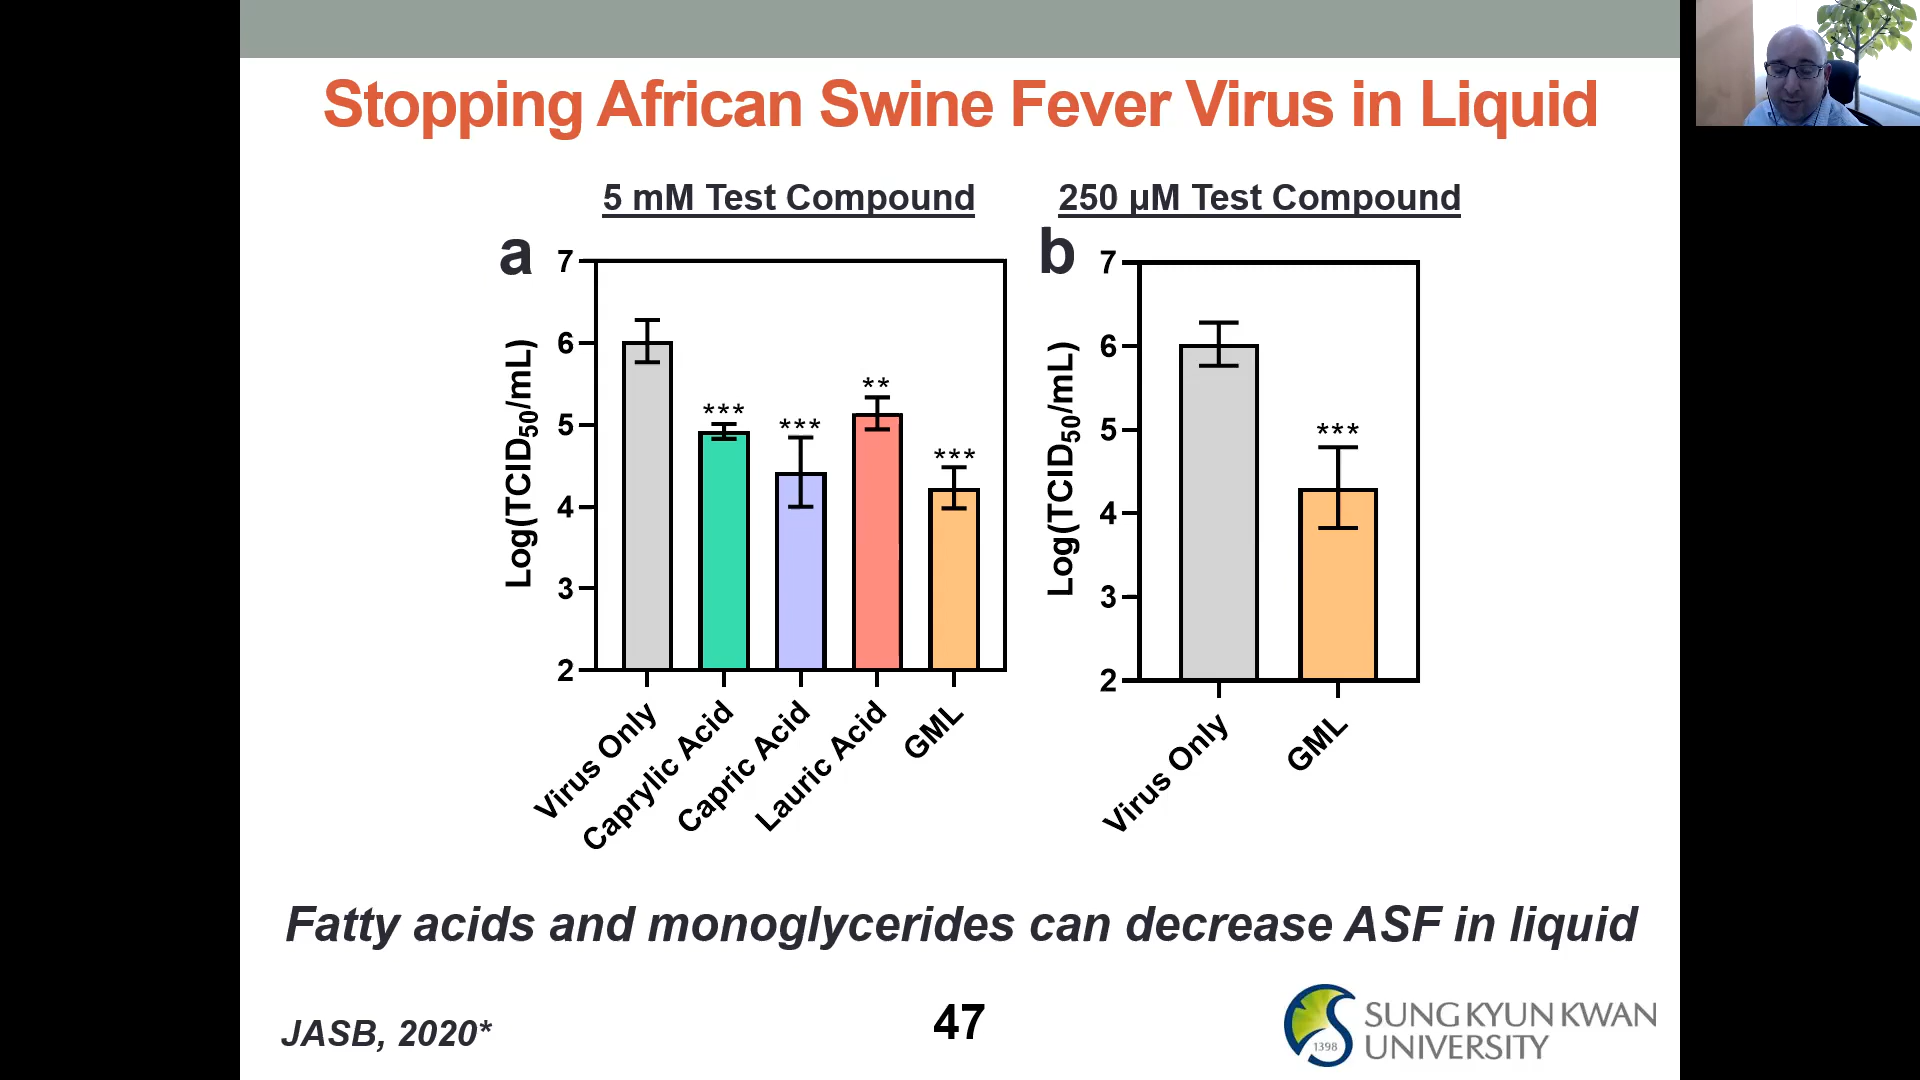 Stopping African Swine Fever Virus in Liquid
5 mM Test Compound
a
Log(TCID50/mL)
7
6
5
4
3
2
***
***
**
***
Virus Only
Caprylic Acid
Capric Acid
Lauric Acid
GML
250 µM Test Compound
b
Log(TCID50/mL)
7
6
5
4
3
2
***
Virus Only
GML
Fatty acids and monoglycerides can decrease ASF in liquid
JASB, 2020*
47
1398
SUNG KYUN KWAN
UNIVERSITY